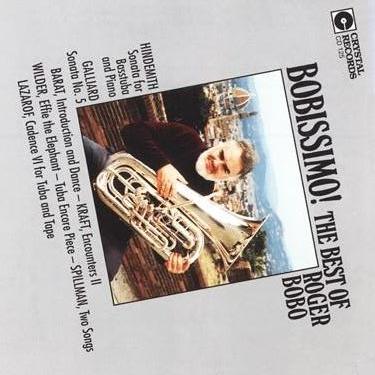 CRYSTAL
RECORDS
CD 125
BOBISSIMO! THE BEST OF
ROGER
BOBO
HINDEMITH
Sonata for
Basstuba
and Piano
GALLIARD
Sonata No. 5
BARAT, Introduction and Dance – KRAFT, Encounters II
WILDER, Effie the Elephant – Tuba Encore Piece – SPILLMAN, Two Songs
LAZAROF, Cadence VI for Tuba and Tape